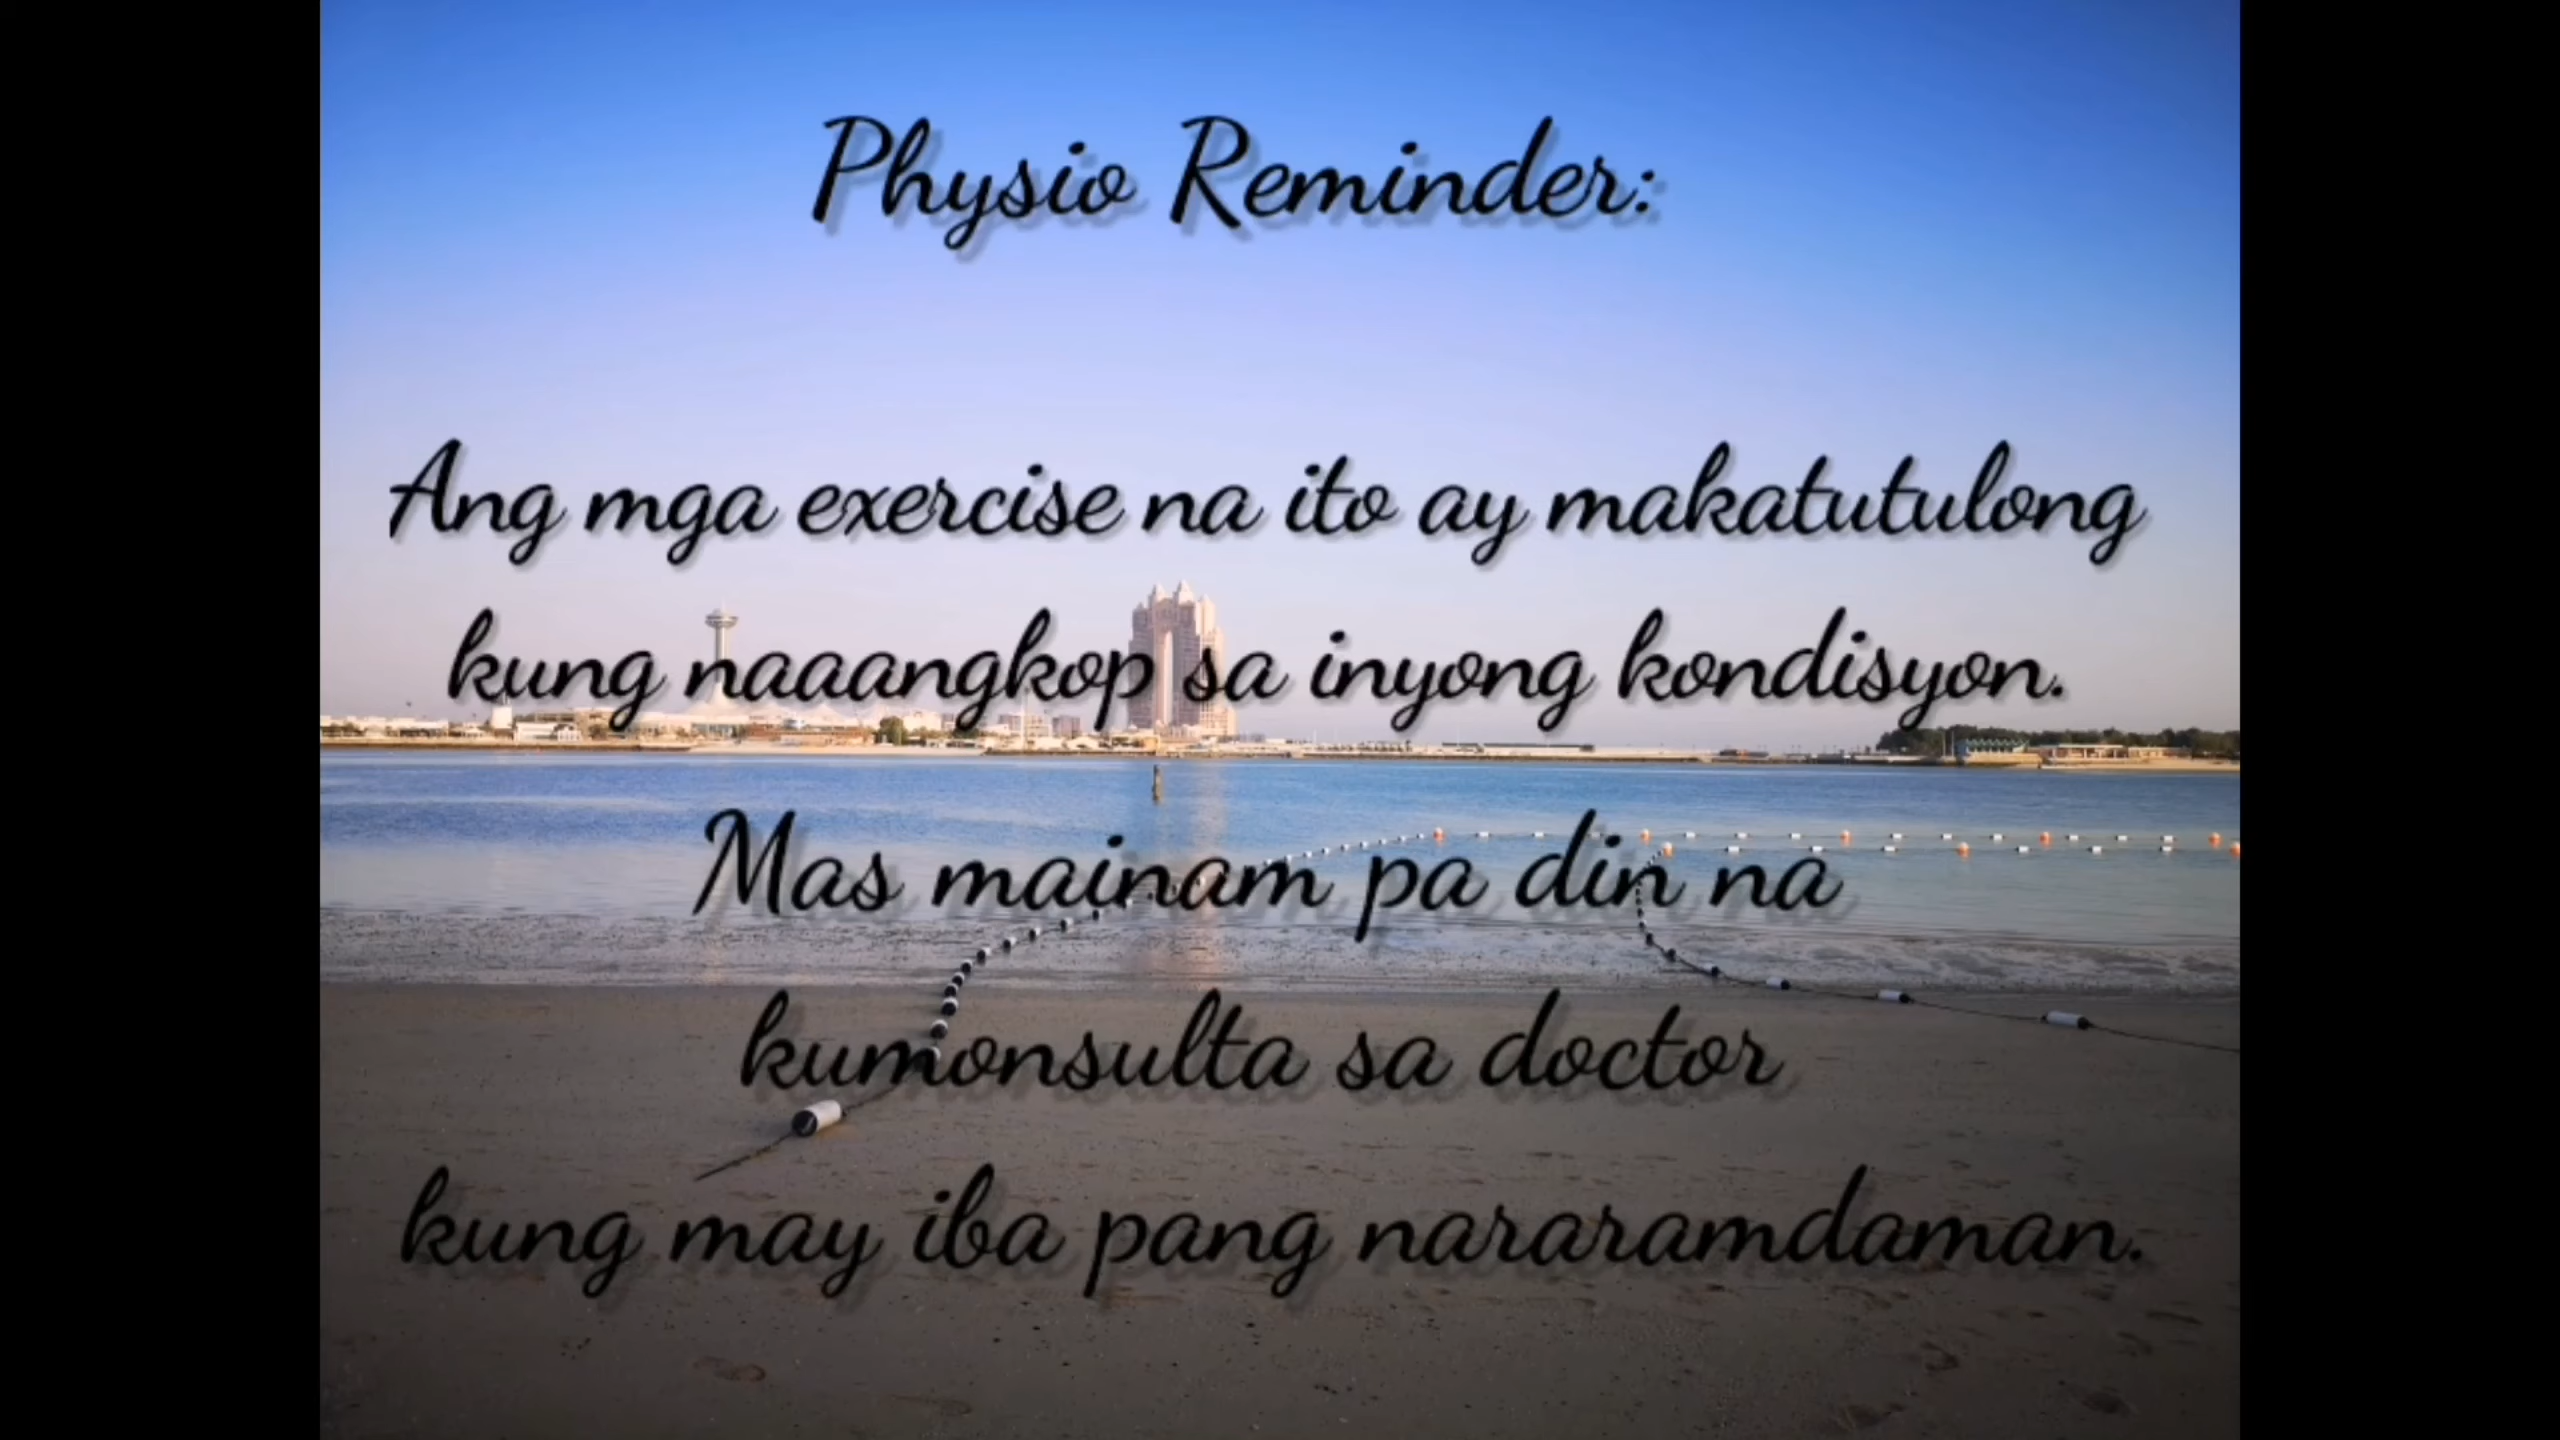 Physio Reminder:
Ang mga exercise na ito ay makatutulong
kung naaangkop sa inyong kondisyon.
Mas mainam pa din na
kumonsulta sa doctor
kung may iba pang nararamdaman.